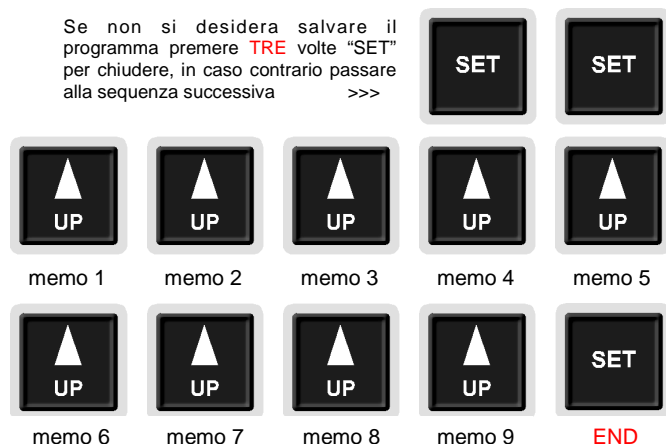 Se non si desidera salvare il
programma premere TRE volte “SET”
per chiudere, in caso contrario passare
alla sequenza successiva >>>
SET SET
UP UP UP UP UP
memo 1 memo 2 memo 3 memo 4 memo 5
UP UP UP UP SET
memo 6 memo 7 memo 8 memo 9 END